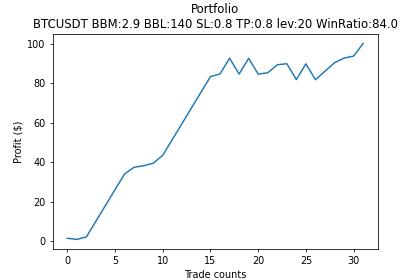 Portfolio
BTCUSDT BBM:2.9 BBL:140 SL:0.8 TP:0.8 lev:20 WinRatio:84.0
100
80
60
40
20
0
Profit ($)
0 5 10 15 20 25 30
Trade counts